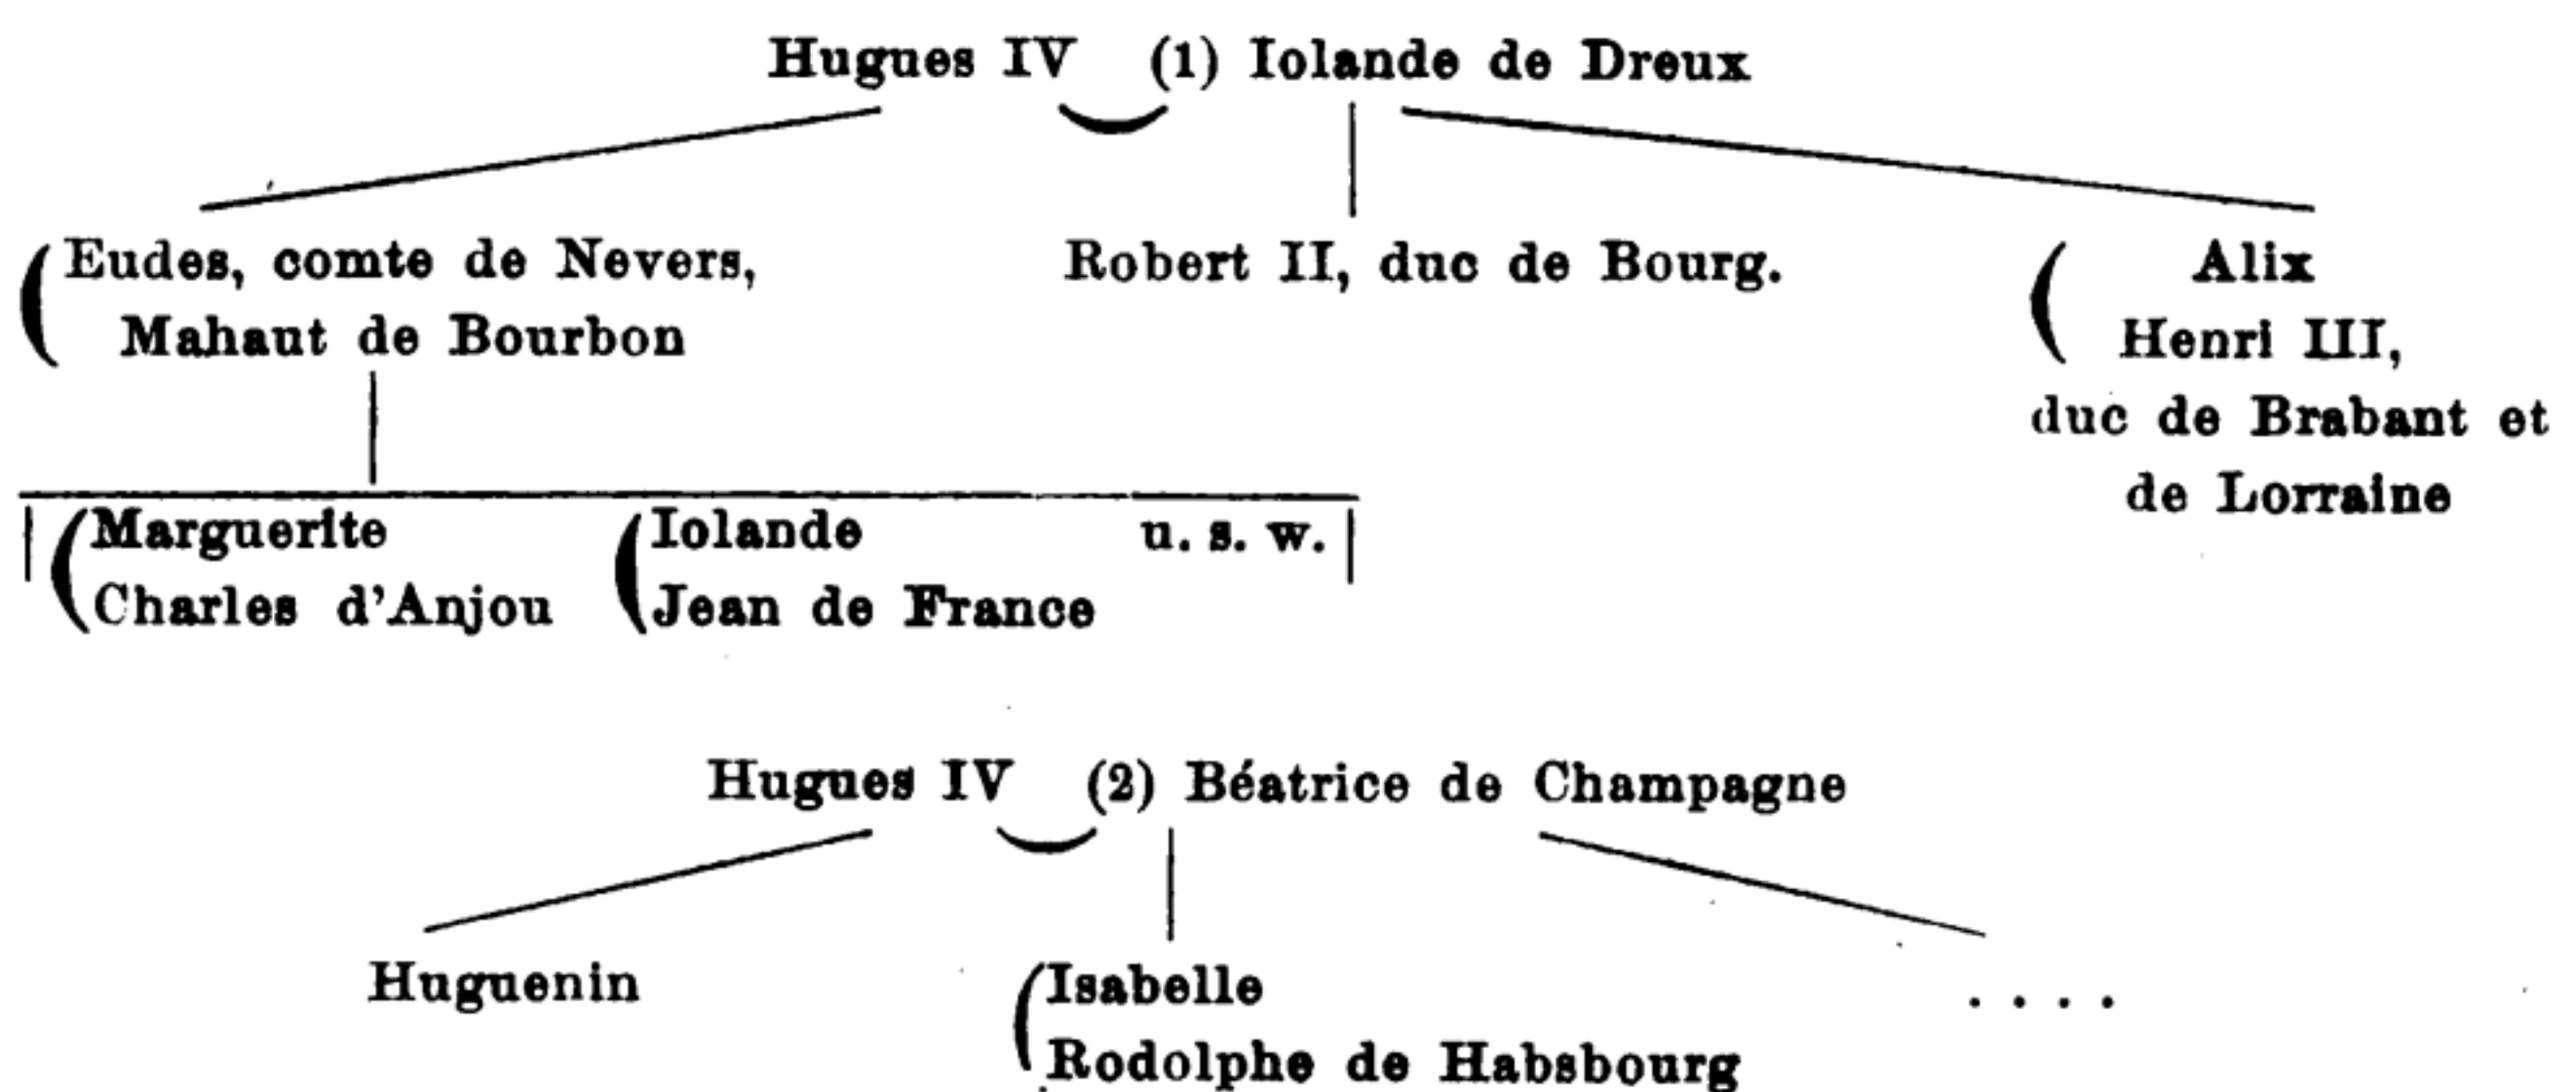 Hugues IV (1) Iolande de Dreux
Eudes, comte de Nevers,
Mahaut de Bourbon
Robert II, duc de Bourg.
Alix
Henri III,
duc de Brabant et
de Lorraine
Marguerite
Charles d'Anjou
Iolande
Jean de France
u. s. w.
Hugues IV (2) Béatrice de Champagne
Huguenin
Isabelle
Rodolphe de Habsbourg
. . . .